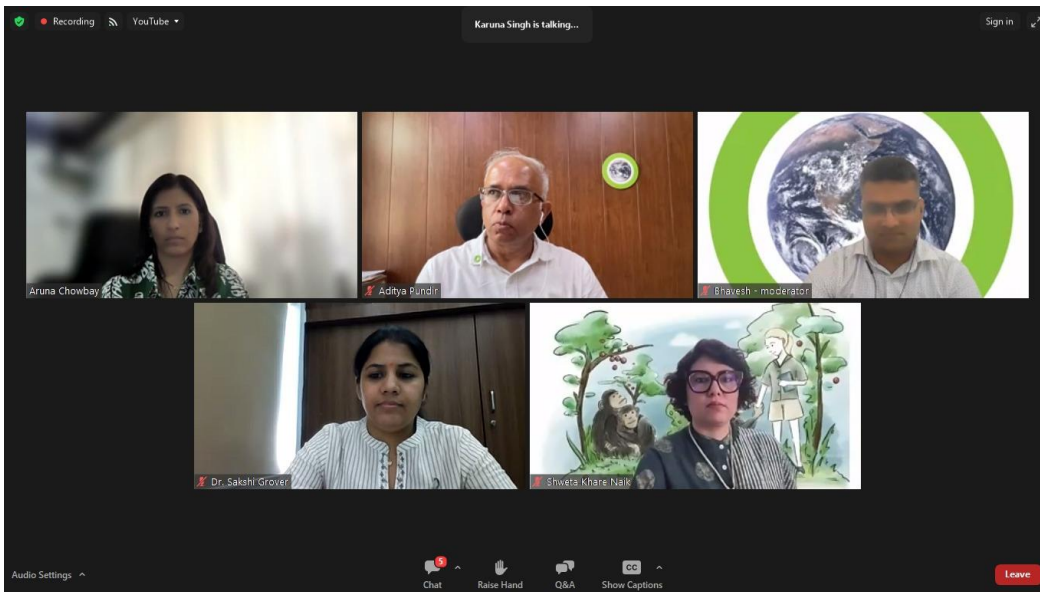 Recording
YouTube
Karuna Singh is talking...
Sign in
Aruna Chowbay
Aditya Pundir
Bhavesh - moderator
Dr. Sakshi Grover
Shweta Khare Naik
Audio Settings
5
Chat
Raise Hand
Q&A
CC
Show Captions
Leave